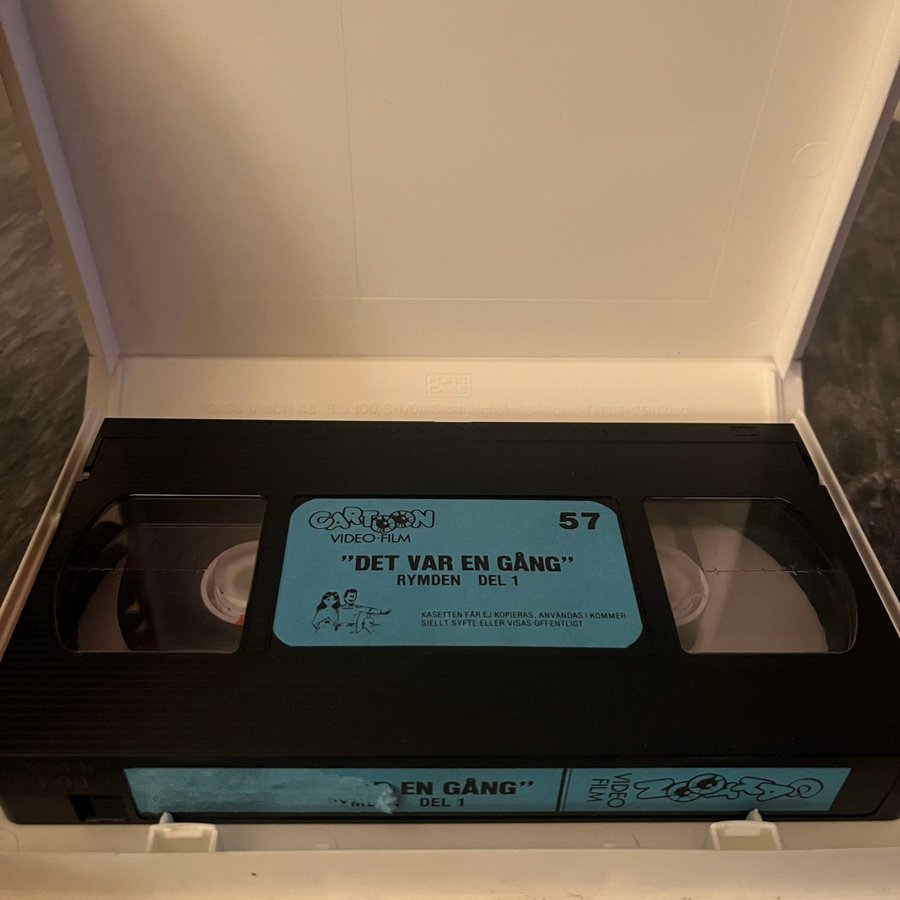 CARTOON
VIDEO-FILM
57
"DET VAR EN GÅNG"
RYMDEN DEL 1
KASETTEN FÅR EJ KOPIERAS, ANVÄNDAS I KOMMER-
SIELLT SYFTE ELLER VISAS OFFENTLIGT
EN GÅNG"
DEL 1
VIDEO
FILM
CARTOON